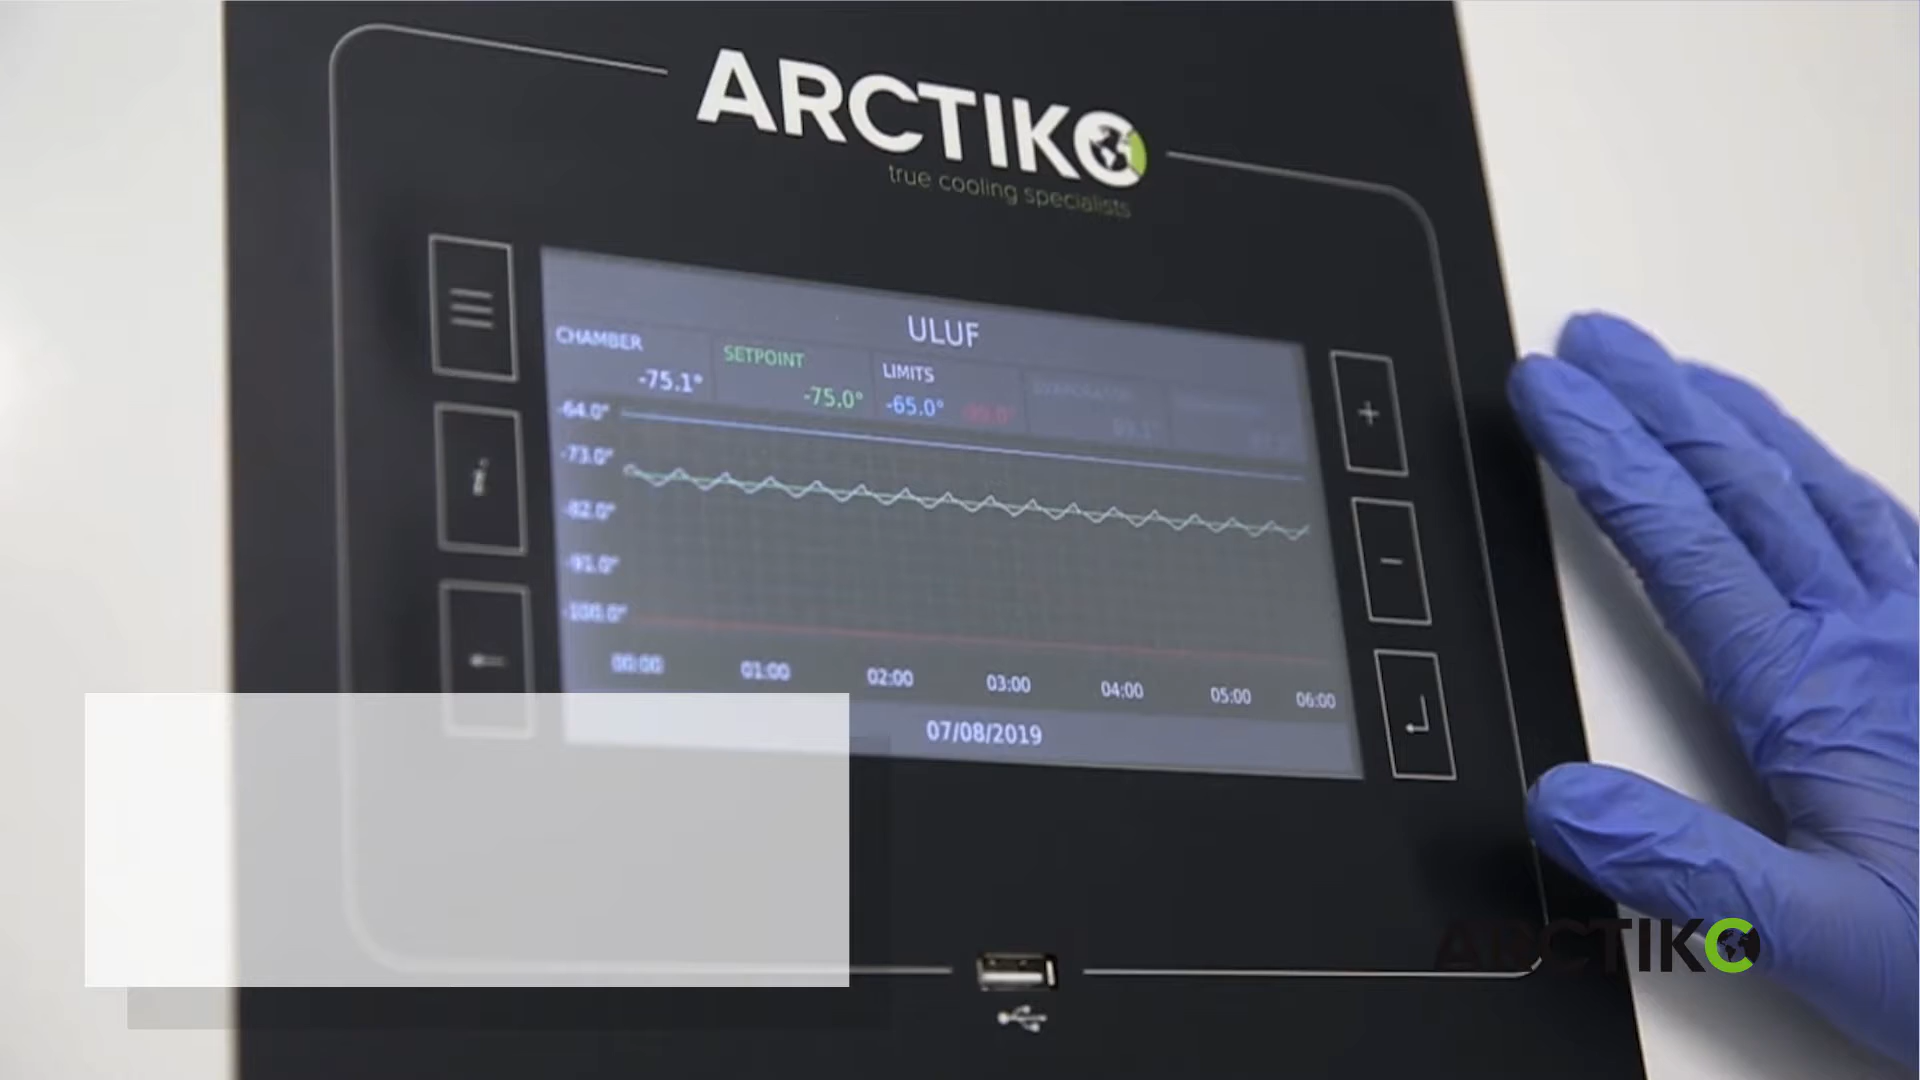 ARCTIKO
true cooling specialists
ULUF
CHAMBER SETPOINT LIMITS
-75.1° -75.0° -65.0°
-64.0°
-73.0°
-82.0°
-91.0°
-100.0°
00:00 01:00 02:00 03:00 04:00 05:00 06:00
07/08/2019
ARCTIKO